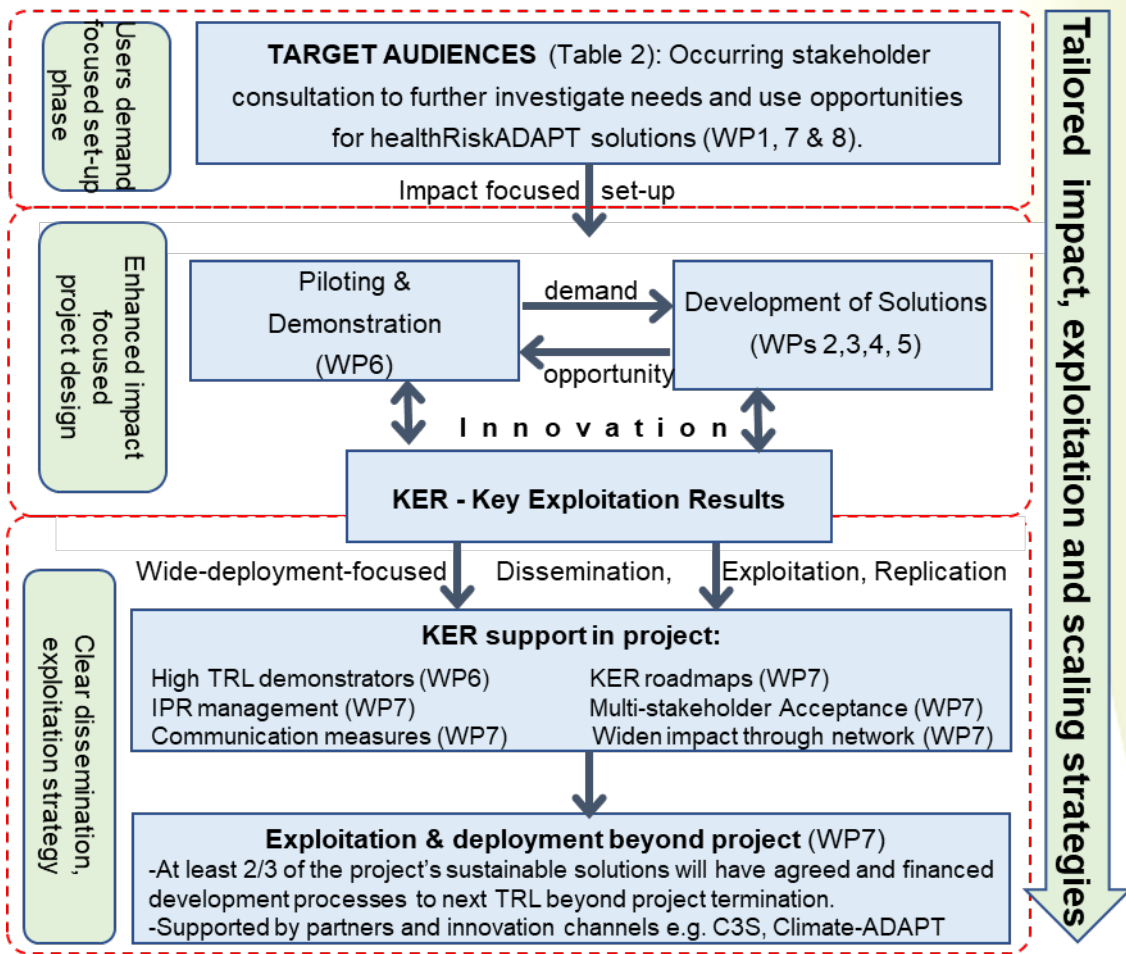 Users demand
focused set-up
phase
TARGET AUDIENCES (Table 2): Occurring stakeholder
consultation to further investigate needs and use opportunities
for healthRiskADAPT solutions (WP1, 7 & 8).
Impact focused set-up
Enhanced impact
focused
project design
Piloting &
Demonstration
(WP6)
demand
opportunity
Development of Solutions
(WPs 2,3,4, 5)
Innovation
KER - Key Exploitation Results
Wide-deployment-focused Dissemination, Exploitation, Replication
Clear dissemination,
exploitation strategy
KER support in project:
High TRL demonstrators (WP6)
IPR management (WP7)
Communication measures (WP7)
KER roadmaps (WP7)
Multi-stakeholder Acceptance (WP7)
Widen impact through network (WP7)
Exploitation & deployment beyond project (WP7)
-At least 2/3 of the project's sustainable solutions will have agreed and financed
development processes to next TRL beyond project termination.
-Supported by partners and innovation channels e.g. C3S, Climate-ADAPT
Tailored impact, exploitation and scaling strategies